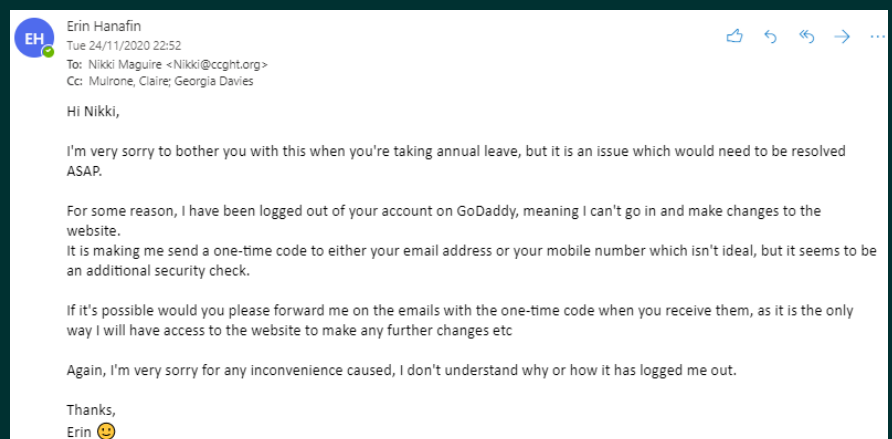 EH
Erin Hanafin
Tue 24/11/2020 22:52
To: Nikki Maguire <Nikki@ccght.org>
Cc: Mulrone, Claire; Georgia Davies
Hi Nikki,
I'm very sorry to bother you with this when you're taking annual leave, but it is an issue which would need to be resolved
ASAP.
For some reason, I have been logged out of your account on GoDaddy, meaning I can't go in and make changes to the
website.
It is making me send a one-time code to either your email address or your mobile number which isn't ideal, but it seems to be
an additional security check.
If it's possible would you please forward me on the emails with the one-time code when you receive them, as it is the only
way I will have access to the website to make any further changes etc
Again, I'm very sorry for any inconvenience caused, I don't understand why or how it has logged me out.
Thanks,
Erin 🙂